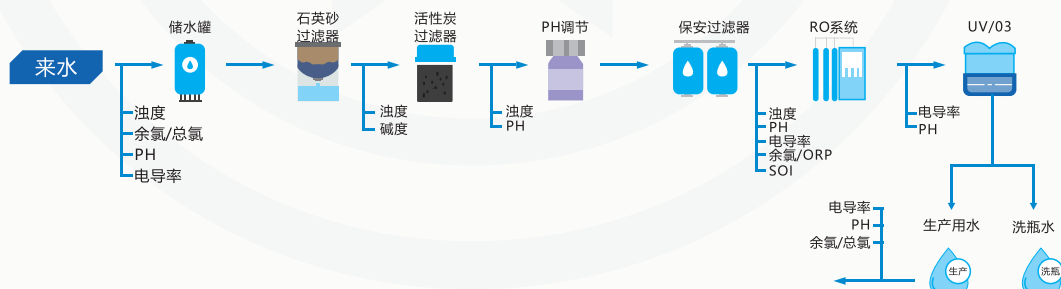 来水
储水罐
石英砂
过滤器
活性炭
过滤器
PH调节
保安过滤器
RO系统
UV/03
浊度
余氯/总氯
PH
电导率
浊度
碱度
浊度
PH
浊度
PH
电导率
余氯/ORP
SOI
电导率
PH
电导率
PH
余氯/总氯
生产用水
洗瓶水
生产
洗瓶